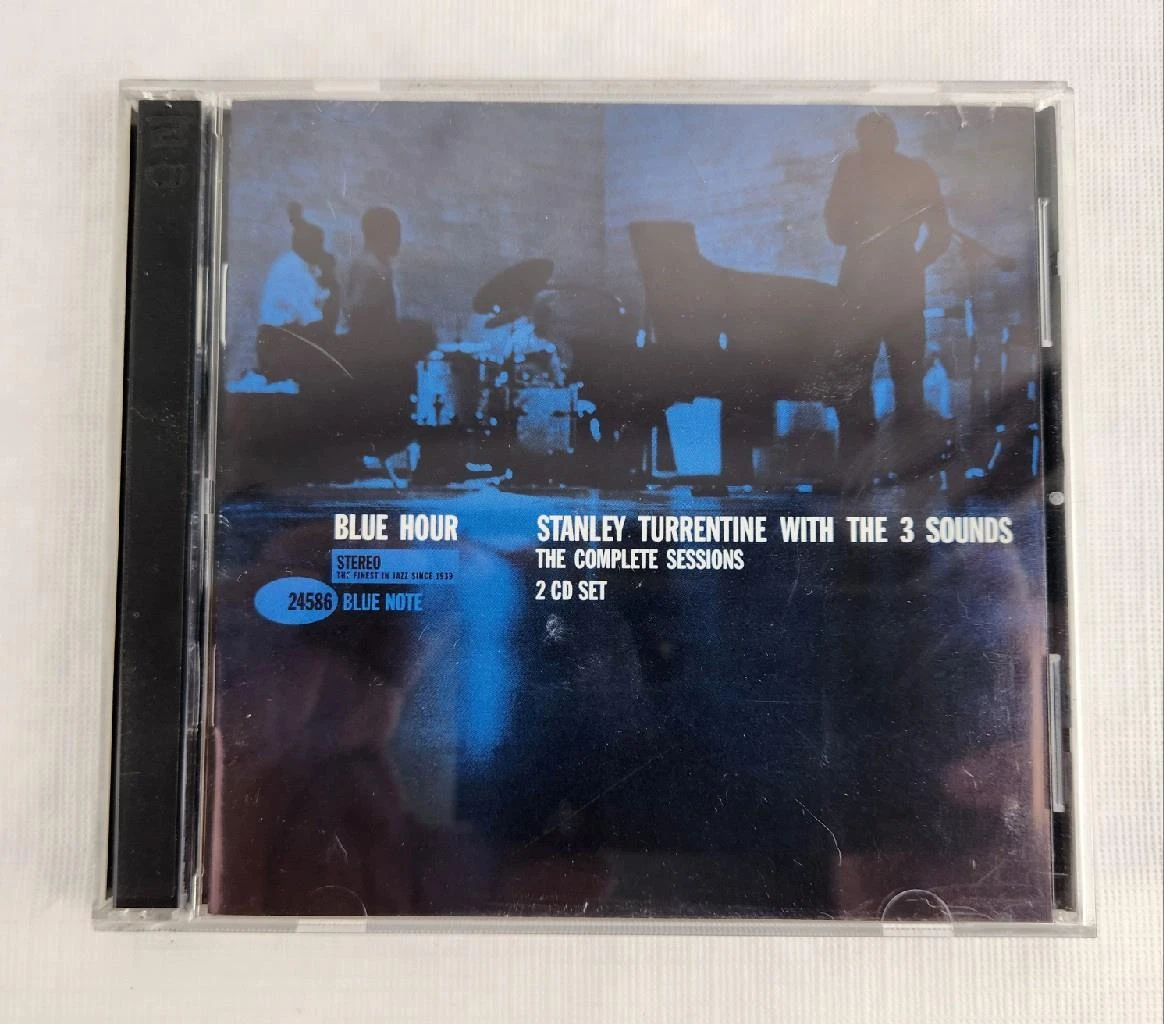 BLUE HOUR
STANLEY TURRENTINE WITH THE 3 SOUNDS
THE COMPLETE SESSIONS
2 CD SET
STEREO
THE FINEST IN JAZZ SINCE 1939
24586 BLUE NOTE